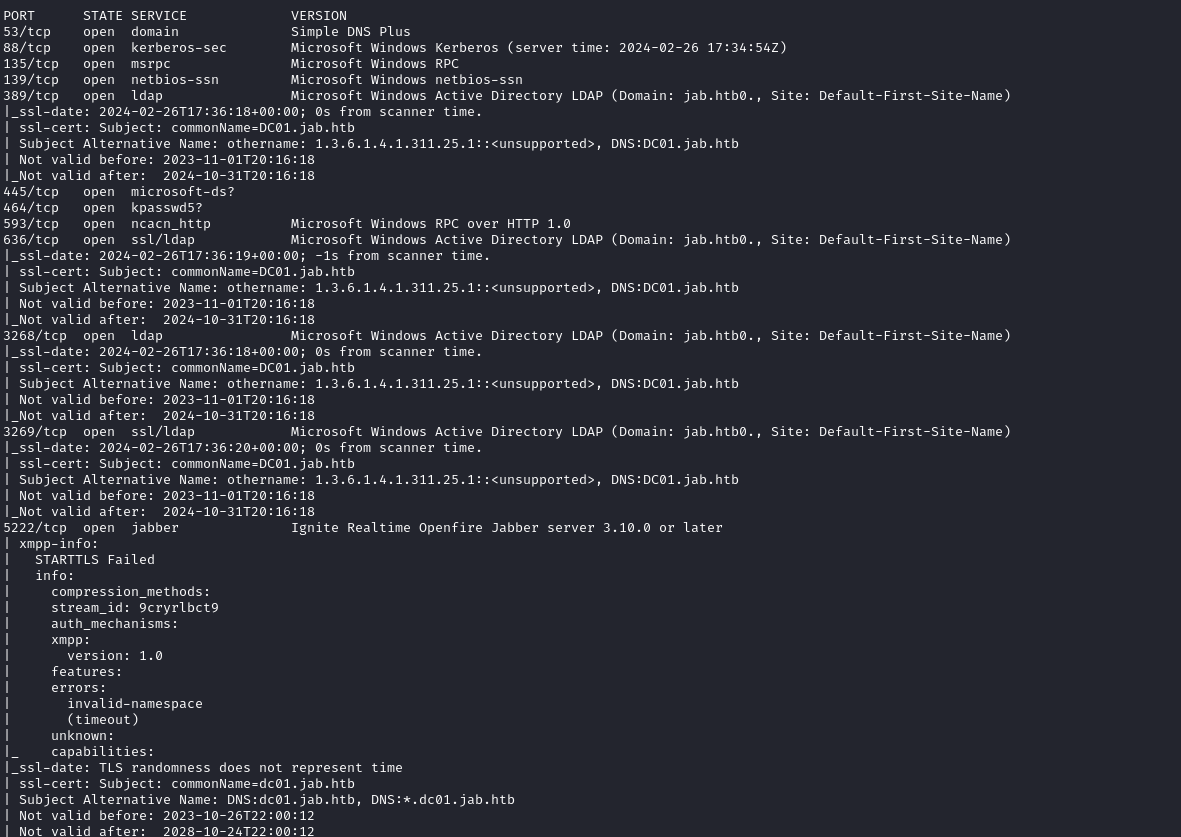 PORT      STATE SERVICE             VERSION
53/tcp    open  domain              Simple DNS Plus
88/tcp    open  kerberos-sec        Microsoft Windows Kerberos (server time: 2024-02-26 17:34:54Z)
135/tcp   open  msrpc               Microsoft Windows RPC
139/tcp   open  netbios-ssn         Microsoft Windows netbios-ssn
389/tcp   open  ldap                Microsoft Windows Active Directory LDAP (Domain: jab.htb0., Site: Default-First-Site-Name)
|_ssl-date: 2024-02-26T17:36:18+00:00; 0s from scanner time.
| ssl-cert: Subject: commonName=DC01.jab.htb
| Subject Alternative Name: othername: 1.3.6.1.4.1.311.25.1::<unsupported>, DNS:DC01.jab.htb
| Not valid before: 2023-11-01T20:16:18
|_Not valid after:  2024-10-31T20:16:18
445/tcp   open  microsoft-ds?
464/tcp   open  kpasswd5?
593/tcp   open  ncacn_http          Microsoft Windows RPC over HTTP 1.0
636/tcp   open  ssl/ldap            Microsoft Windows Active Directory LDAP (Domain: jab.htb0., Site: Default-First-Site-Name)
|_ssl-date: 2024-02-26T17:36:19+00:00; -1s from scanner time.
| ssl-cert: Subject: commonName=DC01.jab.htb
| Subject Alternative Name: othername: 1.3.6.1.4.1.311.25.1::<unsupported>, DNS:DC01.jab.htb
| Not valid before: 2023-11-01T20:16:18
|_Not valid after:  2024-10-31T20:16:18
3268/tcp  open  ldap                Microsoft Windows Active Directory LDAP (Domain: jab.htb0., Site: Default-First-Site-Name)
|_ssl-date: 2024-02-26T17:36:18+00:00; 0s from scanner time.
| ssl-cert: Subject: commonName=DC01.jab.htb
| Subject Alternative Name: othername: 1.3.6.1.4.1.311.25.1::<unsupported>, DNS:DC01.jab.htb
| Not valid before: 2023-11-01T20:16:18
|_Not valid after:  2024-10-31T20:16:18
3269/tcp  open  ssl/ldap            Microsoft Windows Active Directory LDAP (Domain: jab.htb0., Site: Default-First-Site-Name)
|_ssl-date: 2024-02-26T17:36:20+00:00; 0s from scanner time.
| ssl-cert: Subject: commonName=DC01.jab.htb
| Subject Alternative Name: othername: 1.3.6.1.4.1.311.25.1::<unsupported>, DNS:DC01.jab.htb
| Not valid before: 2023-11-01T20:16:18
|_Not valid after:  2024-10-31T20:16:18
5222/tcp  open  jabber              Ignite Realtime Openfire Jabber server 3.10.0 or later
| xmpp-info:
|   STARTTLS Failed
|   info:
|     compression_methods:
|     stream_id: 9cryrlbct9
|     auth_mechanisms:
|     xmpp:
|       version: 1.0
|     features:
|     errors:
|       invalid-namespace
|       (timeout)
|     unknown:
|_    capabilities:
|_ssl-date: TLS randomness does not represent time
| ssl-cert: Subject: commonName=dc01.jab.htb
| Subject Alternative Name: DNS:dc01.jab.htb, DNS:*.dc01.jab.htb
| Not valid before: 2023-10-26T22:00:12
| Not valid after:  2028-10-24T22:00:12